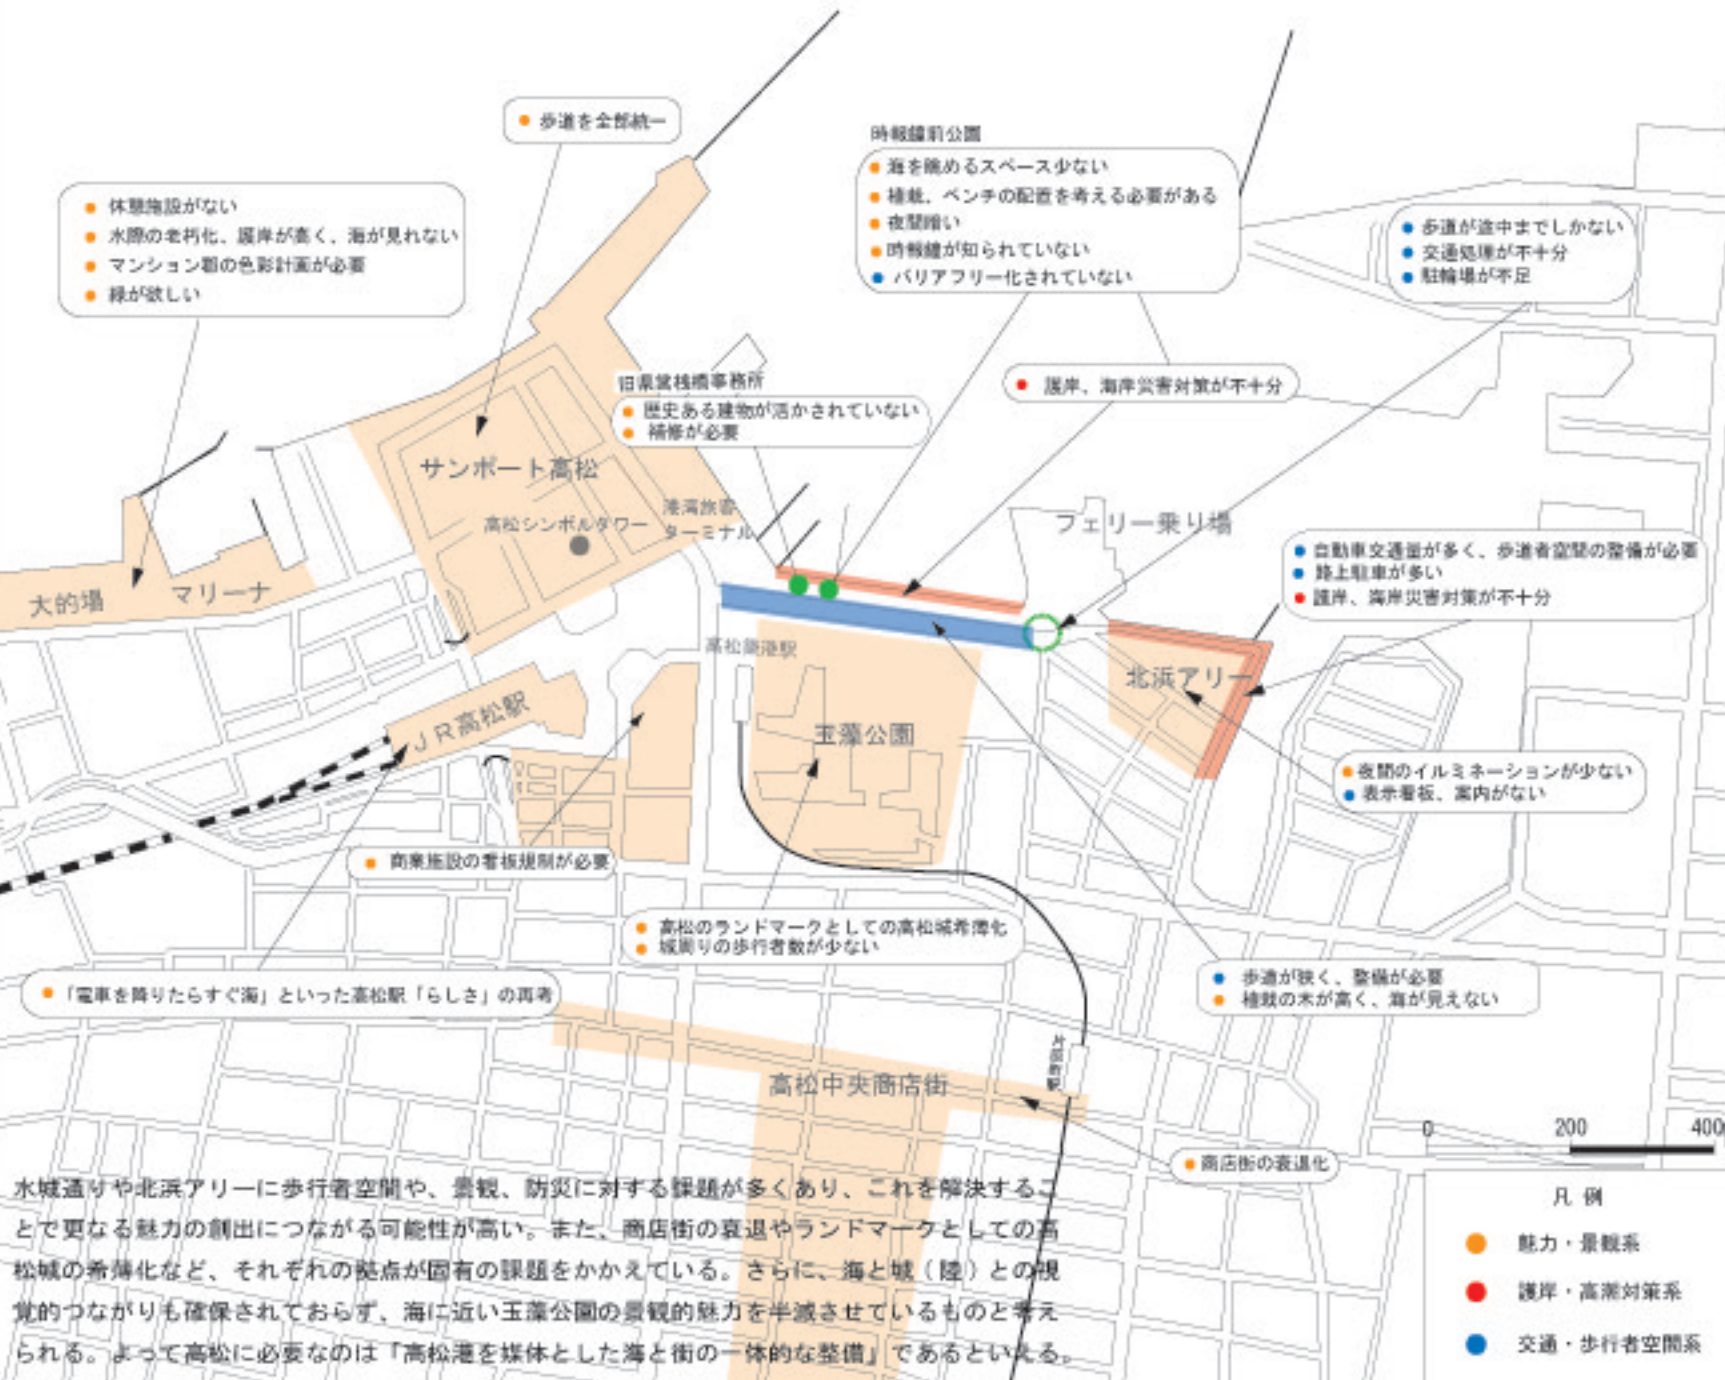 歩道を全部統一
休憩施設がない
水際の老朽化、護岸が高く、海が見れない
マンション郡の色彩計画が必要
緑が欲しい
時報鐘前公園
海を眺めるスペース少ない
植栽、ベンチの配置を考える必要がある
夜間暗い
時報鐘が知られていない
バリアフリー化されていない
歩道が途中までしかない
交通処理が不十分
駐輪場が不足
旧県営桟橋事務所
歴史ある建物が活かされていない
補修が必要
護岸、海岸災害対策が不十分
サンポート高松
高松シンボルタワー
港湾旅客
ターミナル
フェリー乗り場
自動車交通量が多く、歩道者空間の整備が必要
路上駐車が多い
護岸、海岸災害対策が不十分
大的場
マリーナ
高松築港駅
北浜アリー
JR高松駅
玉藻公園
夜間のイルミネーションが少ない
表示看板、案内がない
商業施設の看板規制が必要
高松のランドマークとしての高松城希薄化
城周りの歩行者数が少ない
歩道が狭く、整備が必要
植栽の木が高く、海が見えない
「電車を降りたらすぐ海」といった高松駅「らしさ」の再考
片原町駅
高松中央商店街
商店街の衰退化
0 200 400
水城通りや北浜アリーに歩行者空間や、景観、防災に対する課題が多くあり、これを解決するこ
とで更なる魅力の創出につながる可能性が高い。また、商店街の衰退やランドマークとしての高
松城の希薄化など、それぞれの拠点が固有の課題をかかえている。さらに、海と城(陸)との視
覚的つながりも確保されておらず、海に近い玉藻公園の景観的魅力を半減させているものと考え
られる。よって高松に必要なのは「高松港を媒体とした海と街の一体的な整備」であるといえる。
凡例
魅力・景観系
護岸・高潮対策系
交通・歩行者空間系